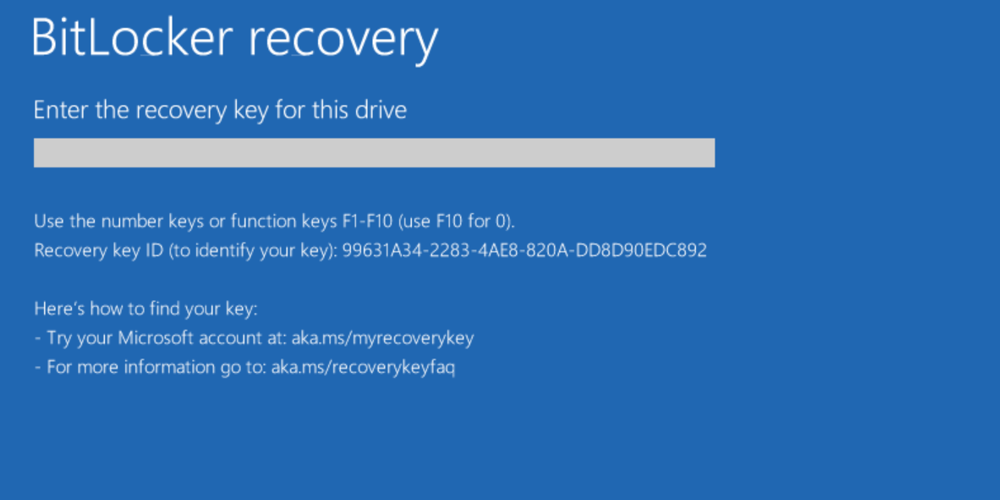 BitLocker recovery
Enter the recovery key for this drive
Use the number keys or function keys F1-F10 (use F10 for 0).
Recovery key ID (to identify your key): 99631A34-2283-4AE8-820A-DD8D90EDC892
Here's how to find your key:
- Try your Microsoft account at: aka.ms/myrecoverykey
- For more information go to: aka.ms/recoverykeyfaq